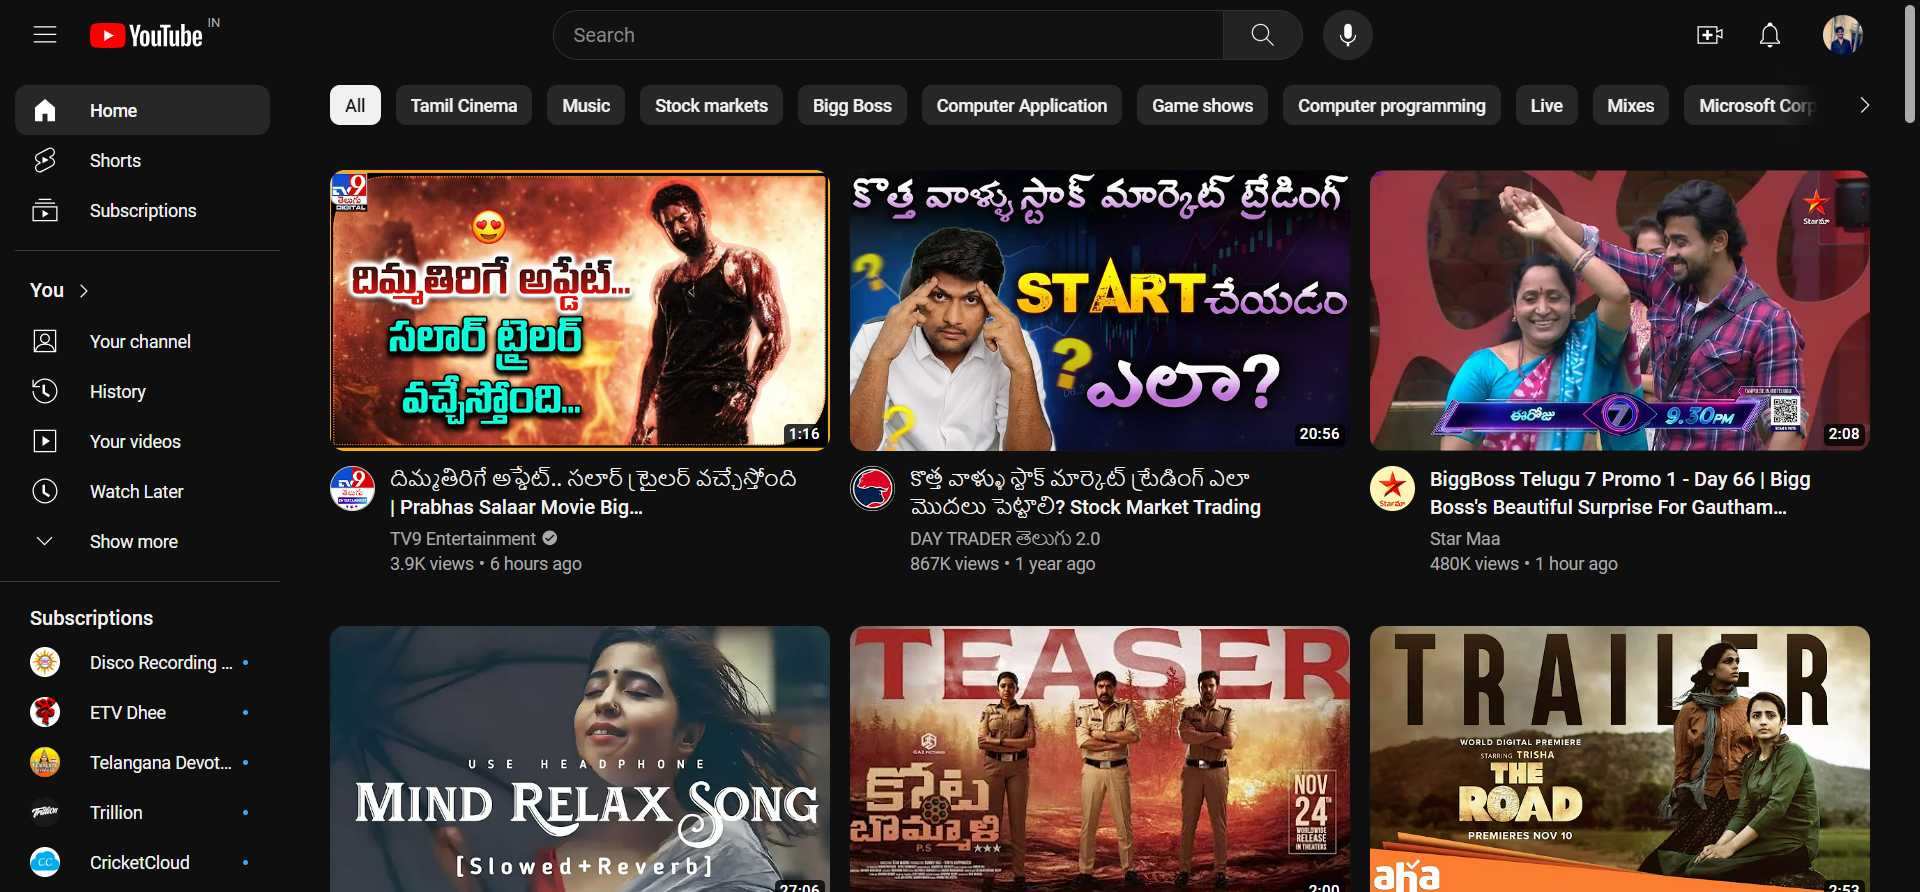 YouTube IN
Search
Home
Shorts
Subscriptions
You
Your channel
History
Your videos
Watch Later
Show more
Subscriptions
Disco Recording ...
ETV Dhee
Telangana Devot...
Trillion
CricketCloud
All
Tamil Cinema
Music
Stock markets
Bigg Boss
Computer Application
Game shows
Computer programming
Live
Mixes
Microsoft Corp
TV9
తెలుగు
DIGITAL
దిమ్మతిరిగే అప్డేట్...
సలార్ ట్రైలర్
వచ్చేస్తోంది...
1:16
దిమ్మతిరిగే అప్డేట్.. సలార్ ట్రైలర్ వచ్చేస్తోంది
| Prabhas Salaar Movie Big...
TV9 Entertainment
3.9K views • 6 hours ago
కొత్త వాళ్ళు స్టాక్ మార్కెట్ ట్రేడింగ్
START చేయడం
ఎలా?
20:56
కొత్త వాళ్ళు స్టాక్ మార్కెట్ ట్రేడింగ్ ఎలా
మొదలు పెట్టాలి? Stock Market Trading
DAY TRADER తెలుగు 2.0
867K views • 1 year ago
Star మా
ఈరోజు 7 9.30PM
2:08
BiggBoss Telugu 7 Promo 1 - Day 66 | Bigg
Boss's Beautiful Surprise For Gautham...
Star Maa
480K views • 1 hour ago
USE HEADPHONE
MIND RELAX SONG
[Slowed+Reverb]
27:06
TEASER
కోట
బొమ్మాళి
P.S
NOV
24TH
WORLDWIDE
RELEASE
IN THEATERS
2:00
TRAILER
WORLD DIGITAL PREMIERE
STARRING TRISHA
THE
ROAD
PREMIERES NOV 10
aha
2:53